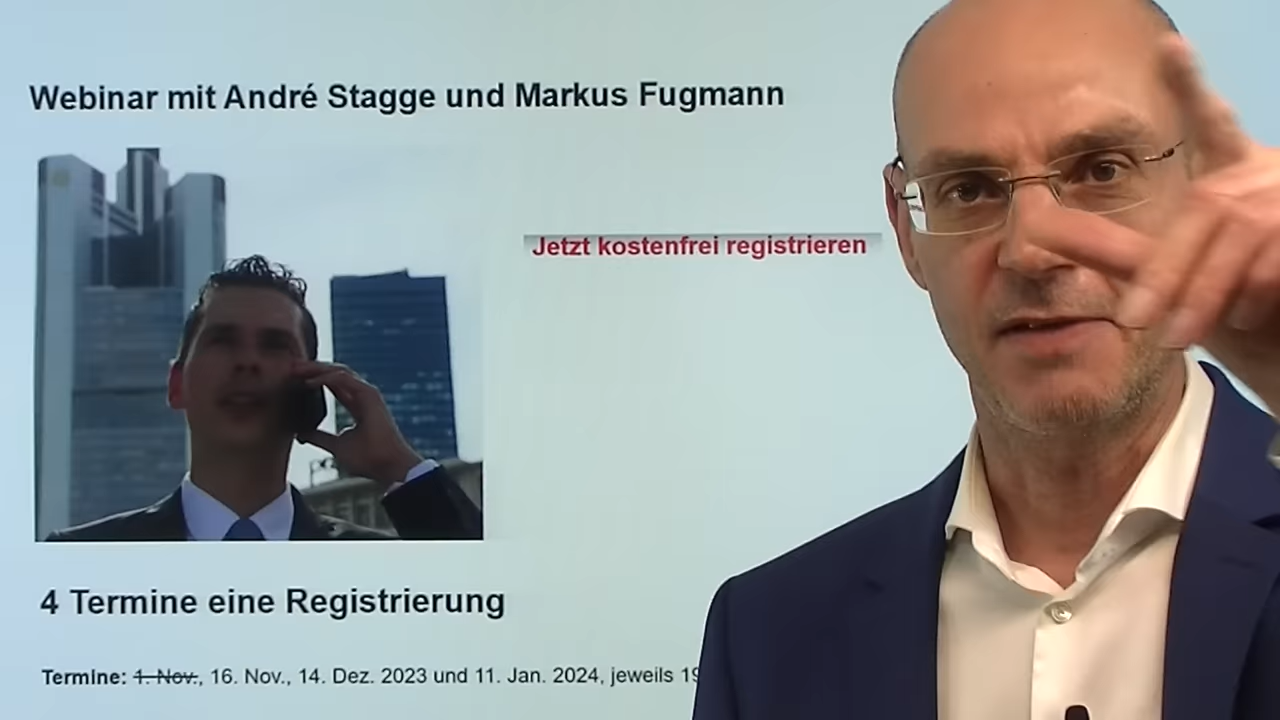 Webinar mit André Stagge und Markus Fugmann
Jetzt kostenfrei registrieren
4 Termine eine Registrierung
Termine: 1. Nov., 16. Nov., 14. Dez. 2023 und 11. Jan. 2024, jeweils 19